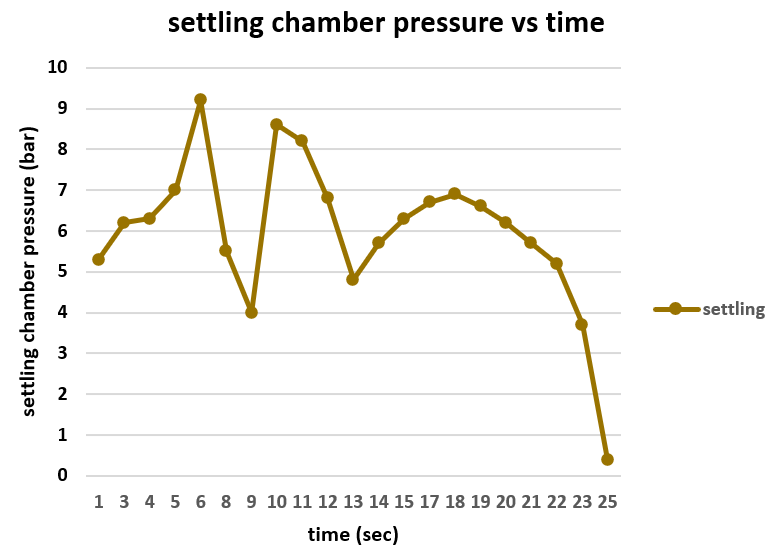 settling chamber pressure vs time
settling chamber pressure (bar)
10
9
8
7
6
5
4
3
2
1
0
1 3 4 5 6 8 9 10 11 12 13 14 15 17 18 19 20 21 22 23 25
time (sec)
settling